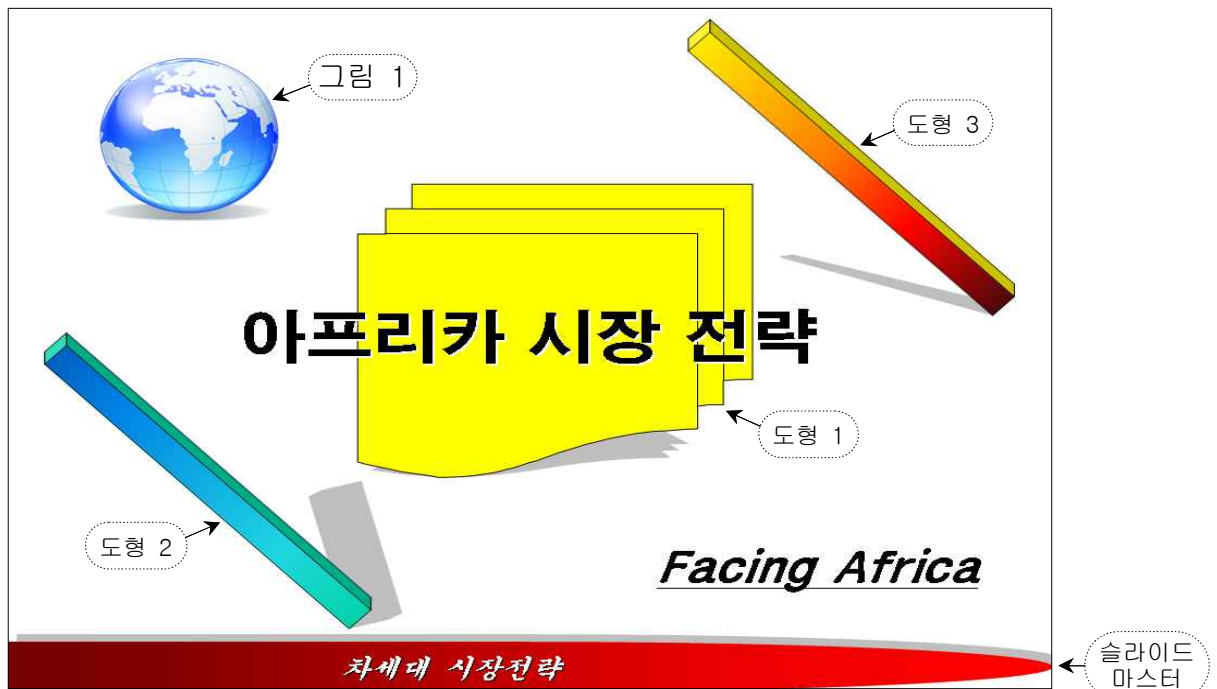 그림 1
도형 3
아프리카 시장 전략
도형 1
도형 2
Facing Africa
차세대 시장전략
슬라이드
마스터